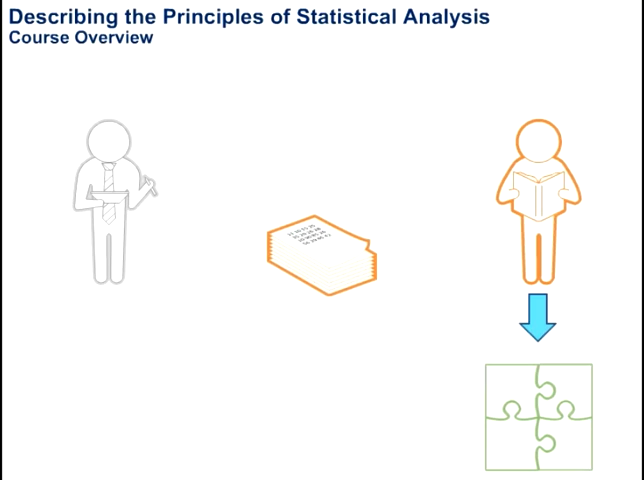 Describing the Principles of Statistical Analysis
Course Overview